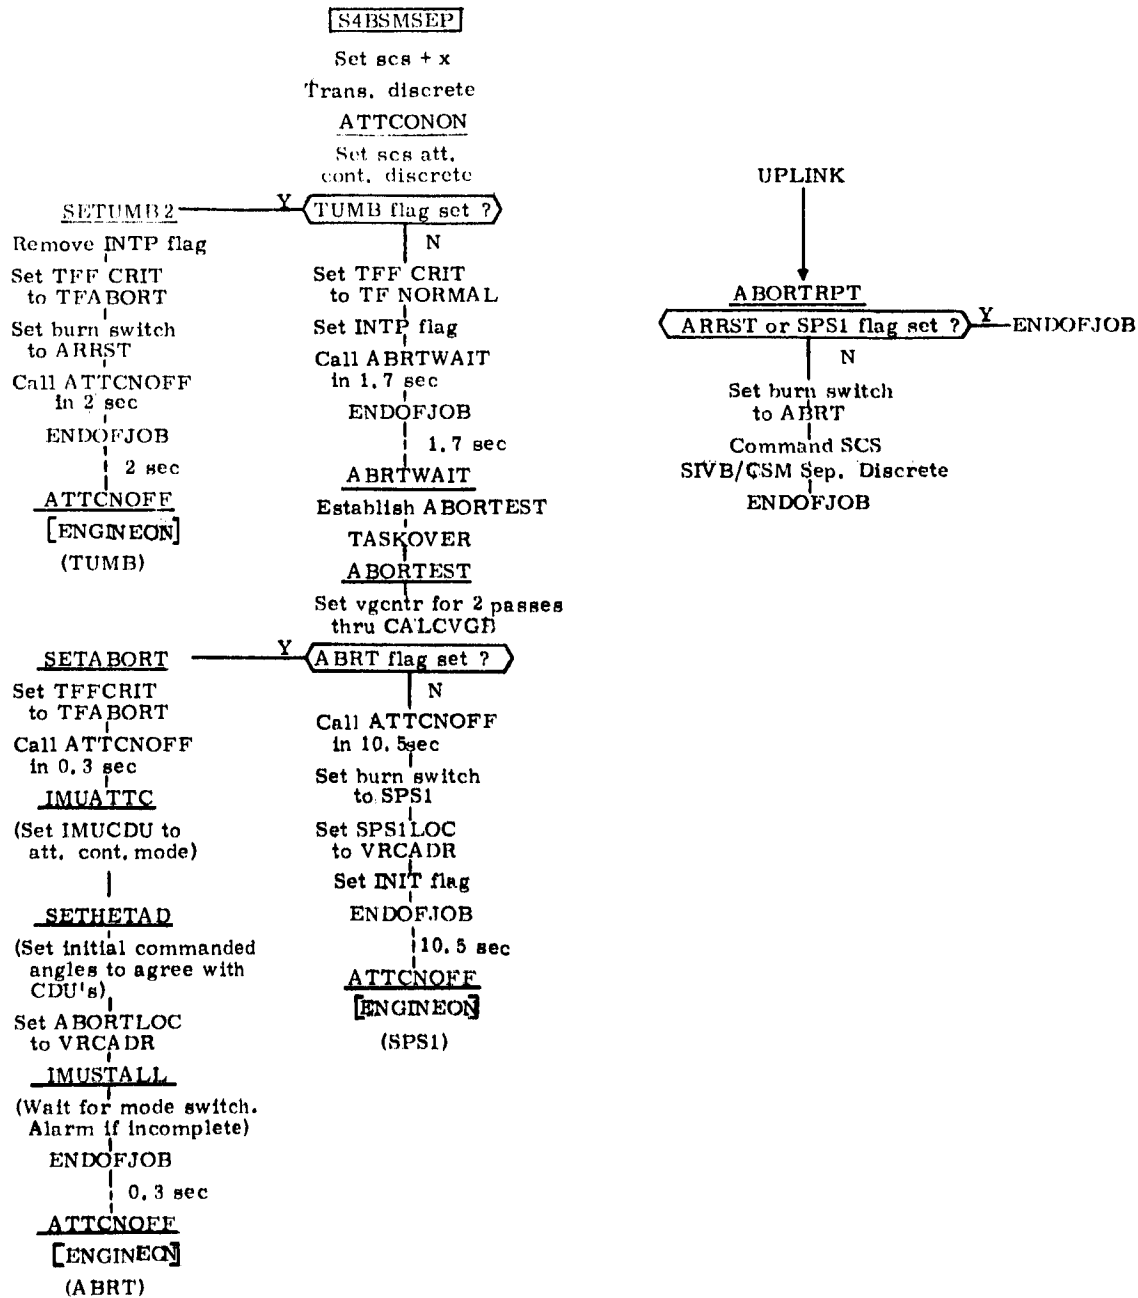 S4BSMSEP
Set scs + x
Trans. discrete
ATTCONON
Set scs att.
cont. discrete
TUMB flag set ?
Y
SETUMB2
Remove INTP flag
Set TFF CRIT
to TFABORT
Set burn switch
to ARRST
Call ATTCNOFF
in 2 sec
ENDOFJOB
2 sec
ATTCNOFF
[ENGINEON]
(TUMB)
N
Set TFF CRIT
to TF NORMAL
Set INTP flag
Call ABRTWAIT
in 1.7 sec
ENDOFJOB
1.7 sec
ABRTWAIT
Establish ABORTEST
TASKOVER
ABORTEST
Set vgcntr for 2 passes
thru CALCVGB
ABRT flag set ?
Y
SETABORT
Set TFFCRIT
to TFABORT
Call ATTCNOFF
in 0.3 sec
IMUATTC
(Set IMUCDU to
att. cont. mode)
SETHETAD
(Set initial commanded
angles to agree with
CDU's)
Set ABORTLOC
to VRCADR
IMUSTALL
(Wait for mode switch.
Alarm if incomplete)
ENDOFJOB
0.3 sec
ATTCNOFF
[ENGINEON]
(ABRT)
N
Call ATTCNOFF
in 10.5sec
Set burn switch
to SPS1
Set SPS1LOC
to VRCADR
Set INIT flag
ENDOFJOB
10.5 sec
ATTCNOFF
[ENGINEON]
(SPS1)
UPLINK
ABORTRPT
ARRST or SPS1 flag set ?
Y
ENDOFJOB
N
Set burn switch
to ABRT
Command SCS
SIVB/CSM Sep. Discrete
ENDOFJOB